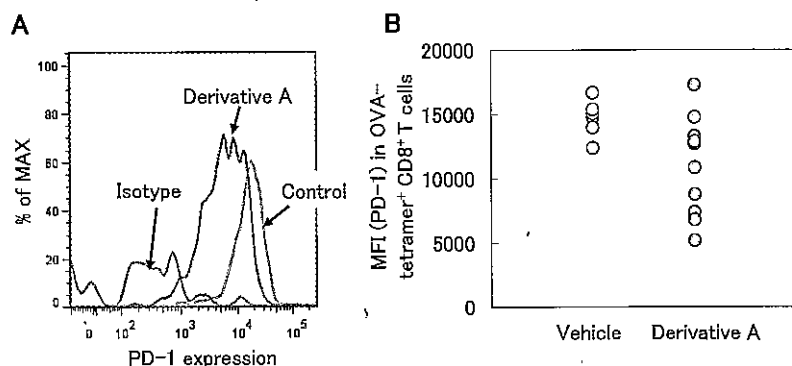 A
100
80
60
40
20
0
% of MAX
Derivative A
Isotype
Control
0 10² 10³ 10⁴ 10⁵
PD-1 expression
B
20000
15000
10000
5000
0
MFI (PD-1) in OVA-
tetramer⁺ CD8⁺T cells
Vehicle Derivative A